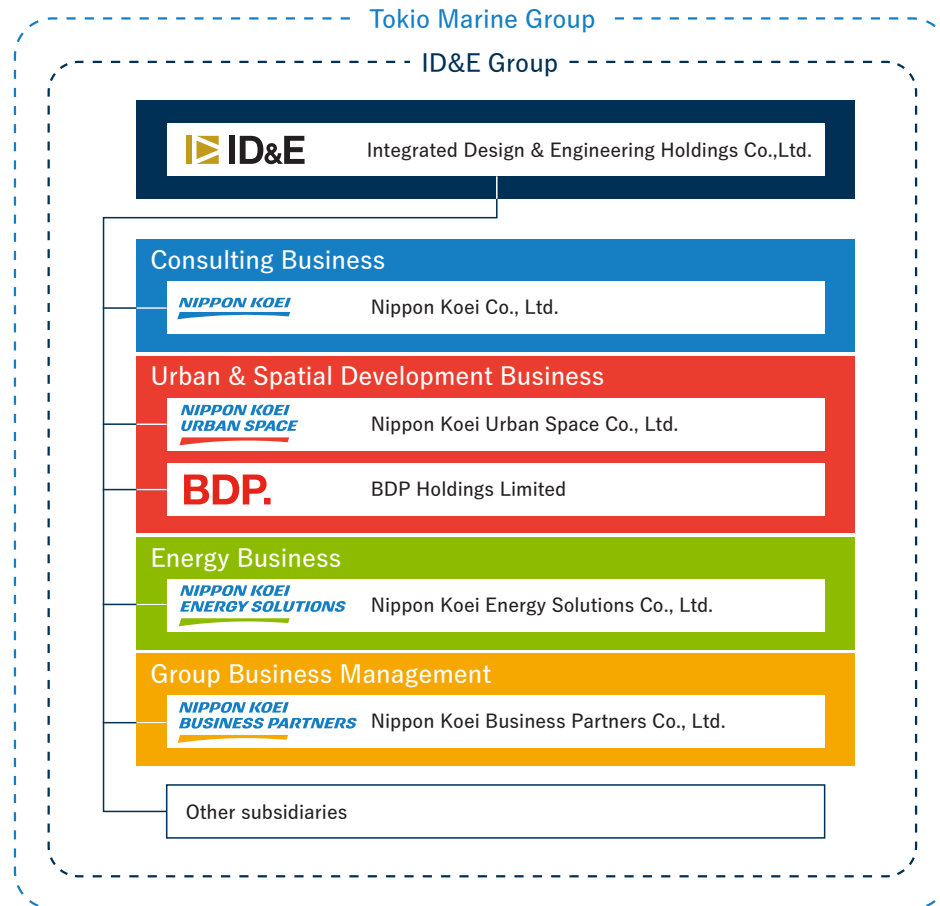 Tokio Marine Group
ID&E Group
ID&E Integrated Design & Engineering Holdings Co.,Ltd.
Consulting Business
NIPPON KOEI Nippon Koei Co., Ltd.
Urban & Spatial Development Business
NIPPON KOEI
URBAN SPACE Nippon Koei Urban Space Co., Ltd.
BDP. BDP Holdings Limited
Energy Business
NIPPON KOEI
ENERGY SOLUTIONS Nippon Koei Energy Solutions Co., Ltd.
Group Business Management
NIPPON KOEI
BUSINESS PARTNERS Nippon Koei Business Partners Co., Ltd.
Other subsidiaries